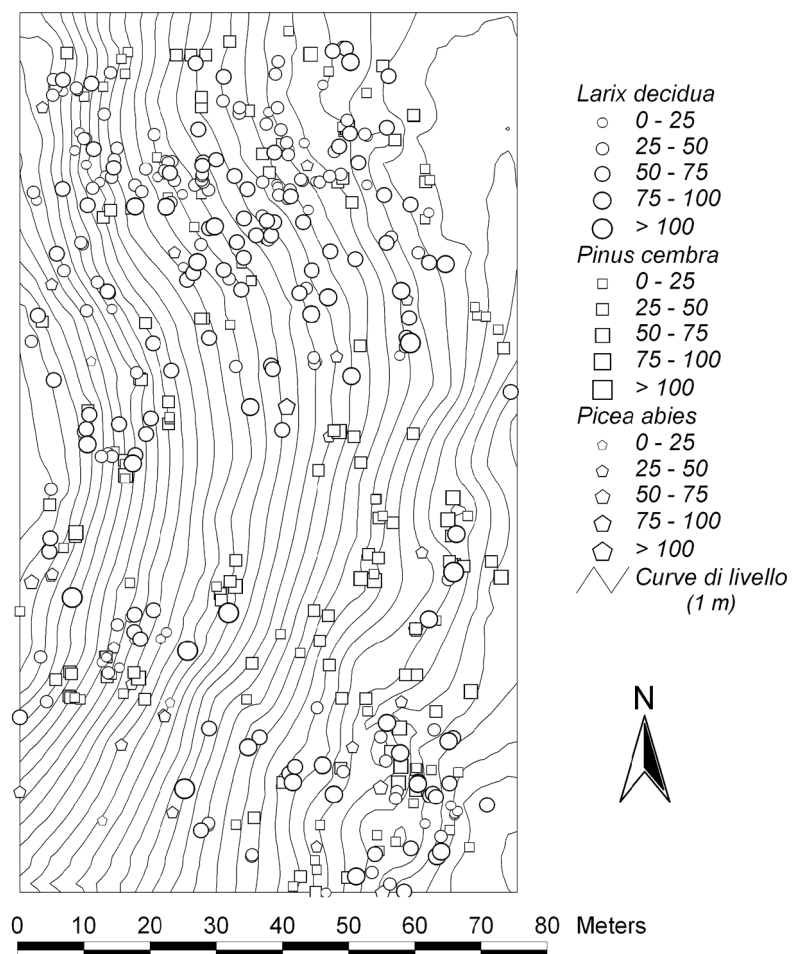 Larix decidua
0 - 25
25 - 50
50 - 75
75 - 100
> 100
Pinus cembra
0 - 25
25 - 50
50 - 75
75 - 100
> 100
Picea abies
0 - 25
25 - 50
50 - 75
75 - 100
> 100
Curve di livello
(1 m)
N
0 10 20 30 40 50 60 70 80 Meters